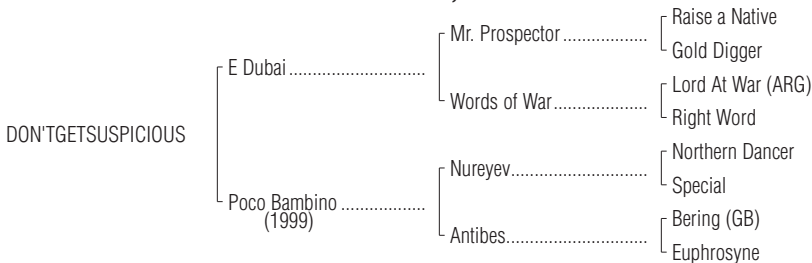 Mr. Prospector
Raise a Native
Gold Digger
E Dubai
Words of War
Lord At War (ARG)
Right Word
DON'TGETSUSPICIOUS
Nureyev
Northern Dancer
Special
Poco Bambino
(1999)
Antibes
Bering (GB)
Euphrosyne